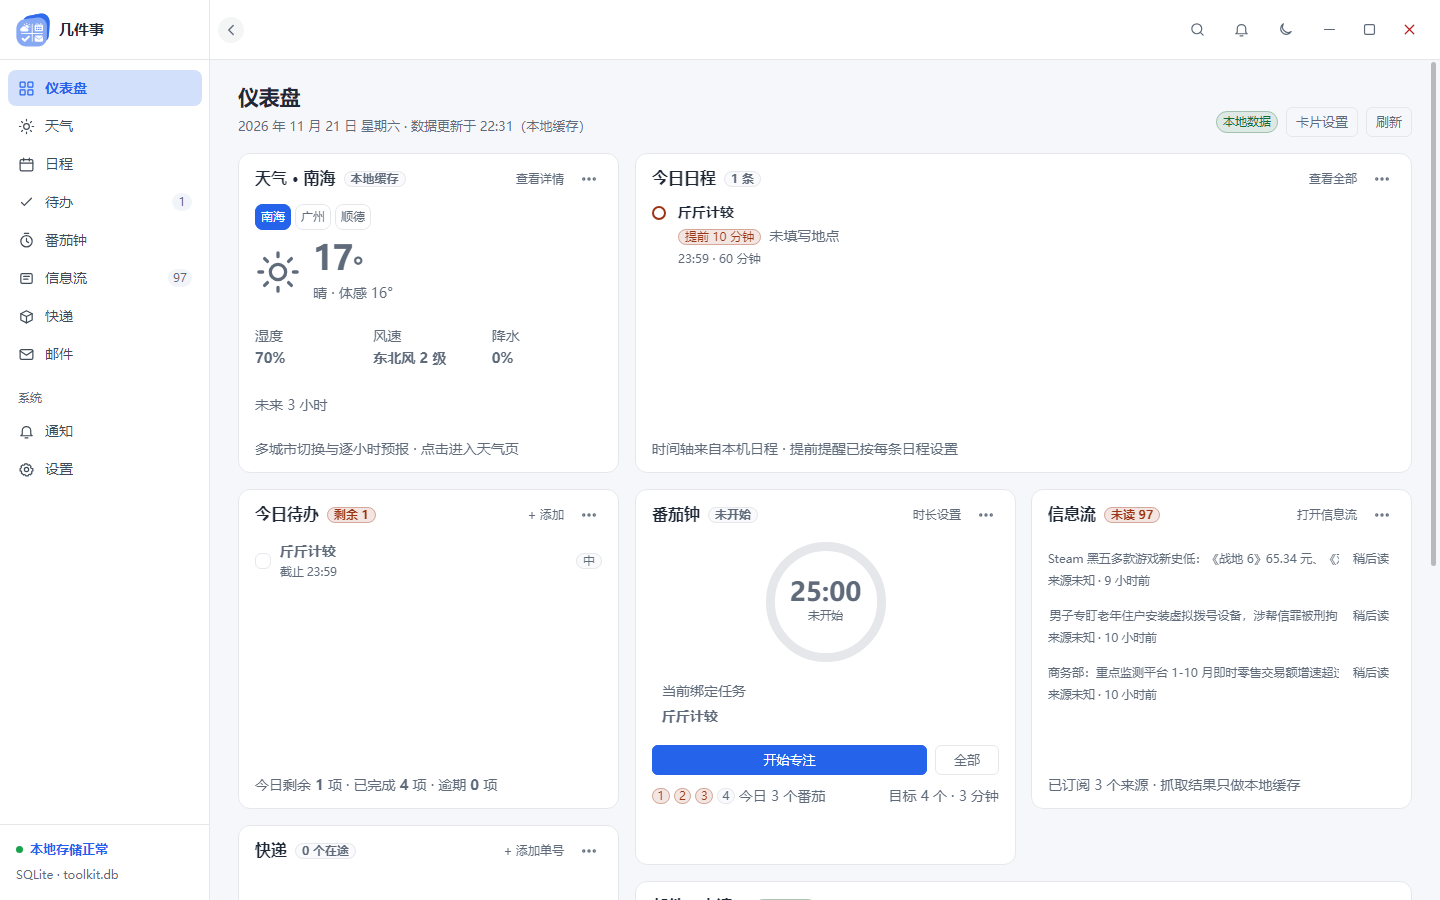 几件事
仪表盘
天气
日程
待办 1
番茄钟
信息流 97
快递
邮件
系统
通知
设置
本地存储正常
SQLite · toolkit.db
仪表盘
2026 年 11 月 21 日 星期六 · 数据更新于 22:31（本地缓存）
本地数据 卡片设置 刷新
天气 • 南海 本地缓存 查看详情
南海 广州 顺德
17°
晴 · 体感 16°
湿度 风速 降水
70% 东北风 2 级 0%
未来 3 小时
多城市切换与逐小时预报 · 点击进入天气页
今日日程 1 条 查看全部
斤斤计较
提前 10 分钟 未填写地点
23:59 · 60 分钟
时间轴来自本机日程 · 提前提醒已按每条日程设置
今日待办 剩余 1 + 添加
斤斤计较
截止 23:59
中
今日剩余 1 项 · 已完成 4 项 · 逾期 0 项
番茄钟 未开始 时长设置
25:00
未开始
当前绑定任务
斤斤计较
开始专注 全部
1 2 3 4 今日 3 个番茄 目标 4 个 · 3 分钟
信息流 未读 97 打开信息流
Steam 黑五多款游戏新史低：《战地 6》65.34 元、《 稍后读
来源未知 · 9 小时前
男子专盯老年住户安装虚拟拨号设备，涉帮信罪被刑拘 稍后读
来源未知 · 10 小时前
商务部：重点监测平台 1-10 月即时零售交易额增速超 稍后读
来源未知 · 10 小时前
已订阅 3 个来源 · 抓取结果只做本地缓存
快递 0 个在途 + 添加单号